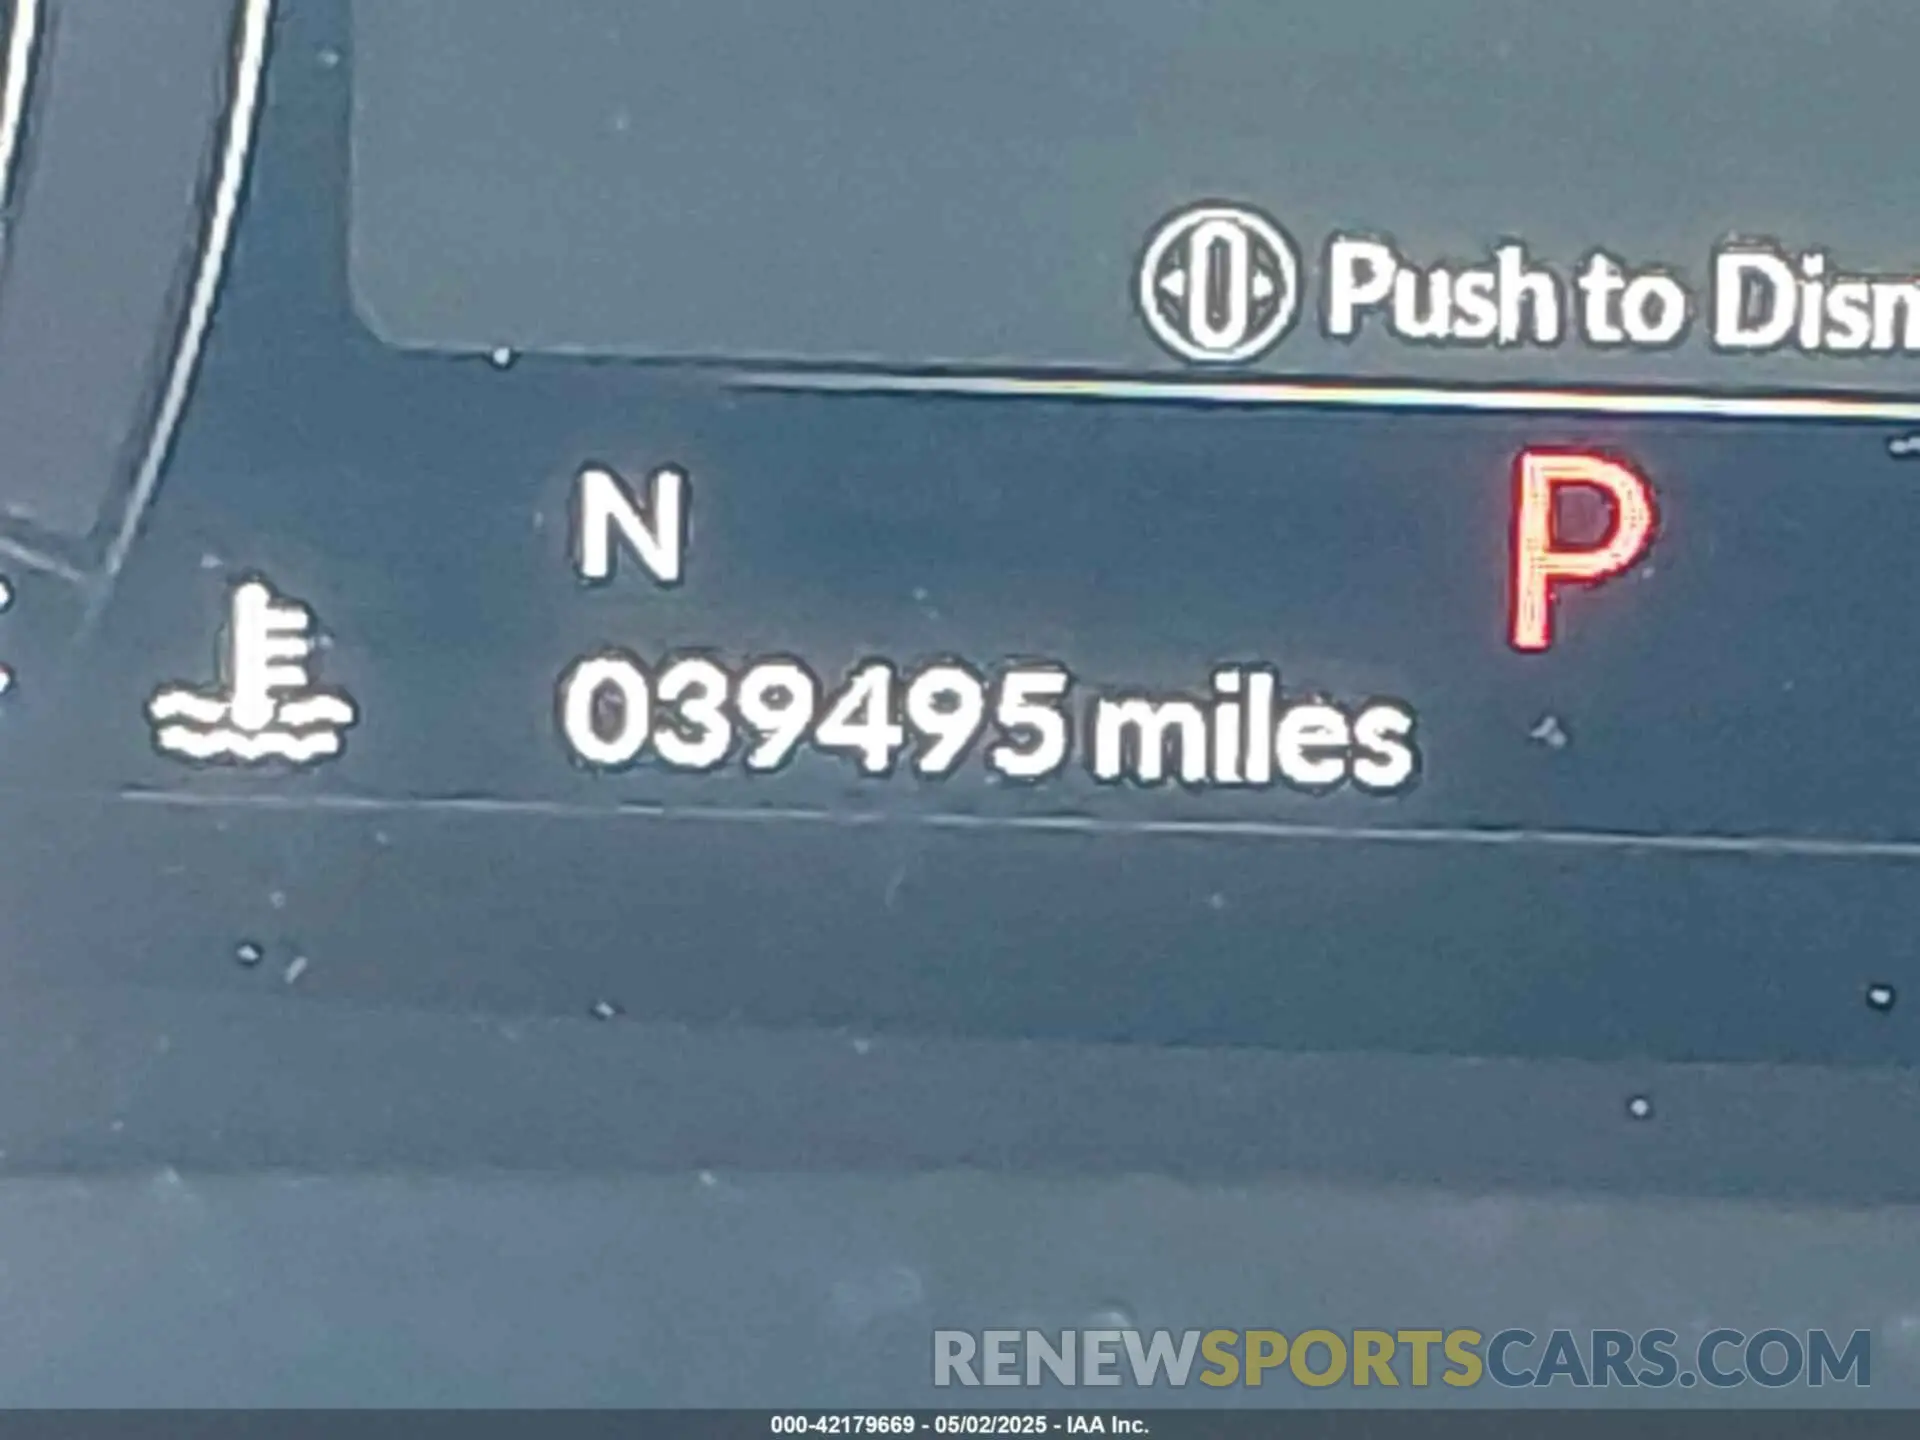 Push to Dism
N
P
039495 miles
RENEWSPORTSCARS.COM
000-42179669 - 05/02/2025 - IAA Inc.